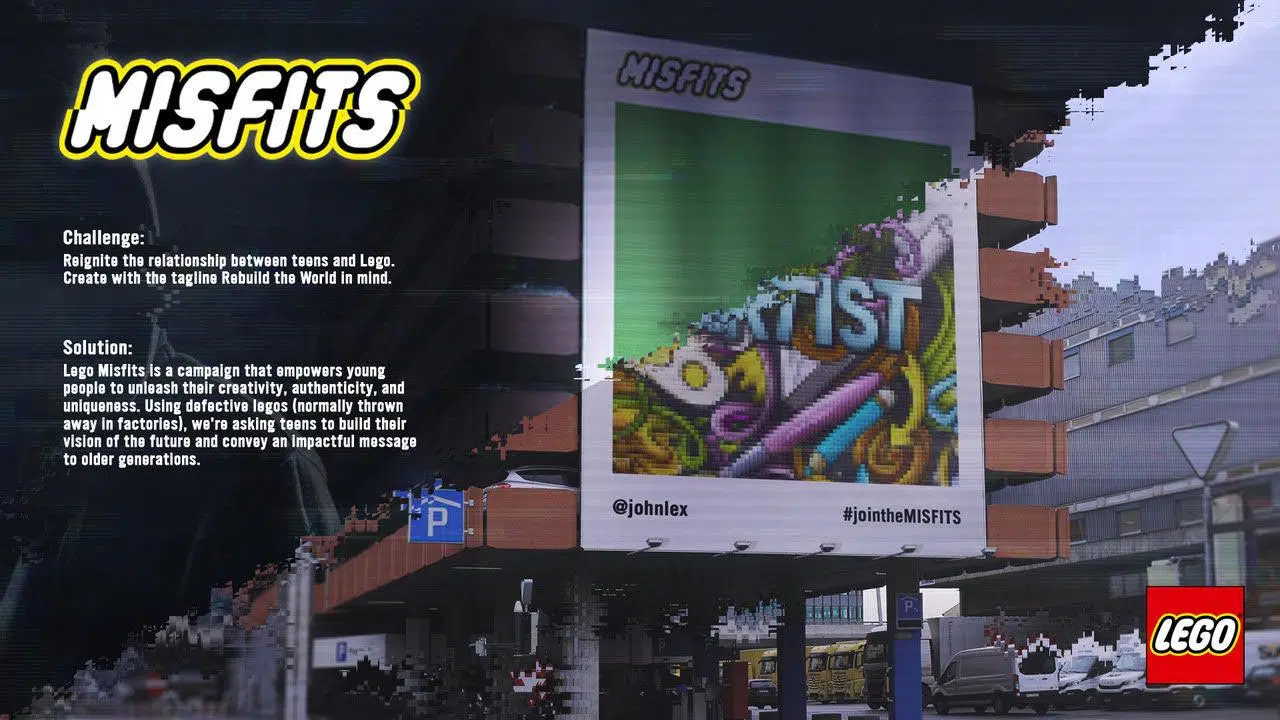 MISFITS
Challenge:
Reignite the relationship between teens and Lego.
Create with the tagline Rebuild the World in mind.
Solution:
Lego Misfits is a campaign that empowers young
people to unleash their creativity, authenticity, and
uniqueness. Using defective legos (normally thrown
away in factories), we're asking teens to build their
vision of the future and convey an impactful message
to older generations.
MISFITS
@johnlex
#jointheMISFITS
P
P
LEGO